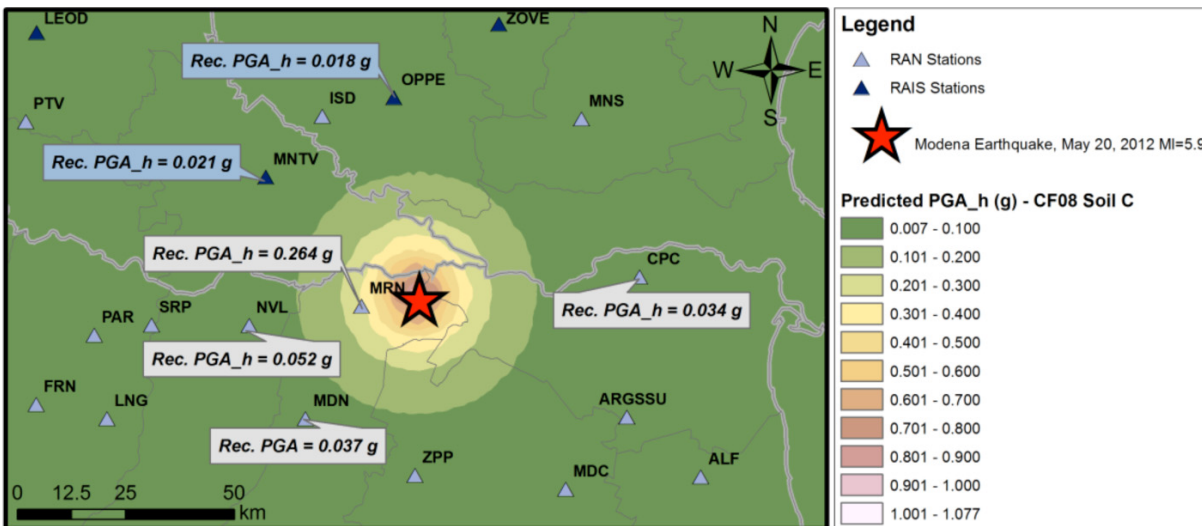 LEOD
ZOVE
Rec. PGA_h = 0.018 g
OPPE
PTV
ISD
MNS
MNTV
Rec. PGA_h = 0.021 g
Rec. PGA_h = 0.264 g
CPC
MRN
Rec. PGA_h = 0.034 g
PAR
SRP
NVL
Rec. PGA_h = 0.052 g
FRN
LNG
MDN
ARGSSU
Rec. PGA = 0.037 g
ZPP
MDC
ALF
0 12.5 25 50
km
N
W E
S
Legend
RAN Stations
RAIS Stations
Modena Earthquake, May 20, 2012 Ml=5.9
Predicted PGA_h (g) - CF08 Soil C
0.007 - 0.100
0.101 - 0.200
0.201 - 0.300
0.301 - 0.400
0.401 - 0.500
0.501 - 0.600
0.601 - 0.700
0.701 - 0.800
0.801 - 0.900
0.901 - 1.000
1.001 - 1.077